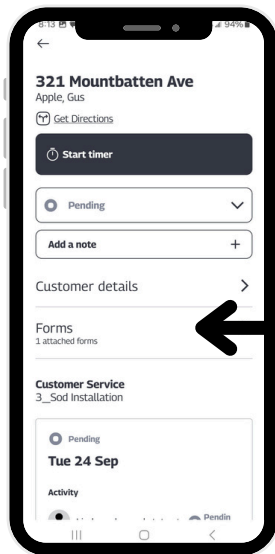 8:13
94%
321 Mountbatten Ave
Apple, Gus
Get Directions
Start timer
Pending
Add a note
+
Customer details
Forms
1 attached forms
Customer Service
3_Sod Installation
Pending
Tue 24 Sep
Activity
Pendin